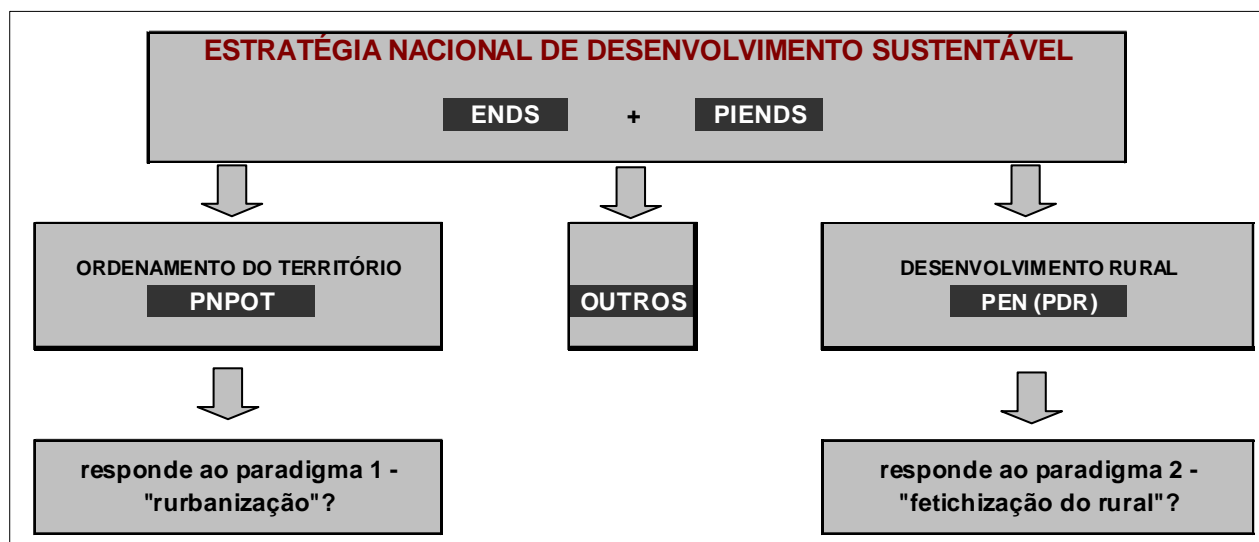 ESTRATÉGIA NACIONAL DE DESENVOLVIMENTO SUSTENTÁVEL
ENDS + PIENDS
ORDENAMENTO DO TERRITÓRIO
PNPOT
OUTROS
DESENVOLVIMENTO RURAL
PEN (PDR)
responde ao paradigma 1 -
"rurbanização"?
responde ao paradigma 2 -
"fetichização do rural"?